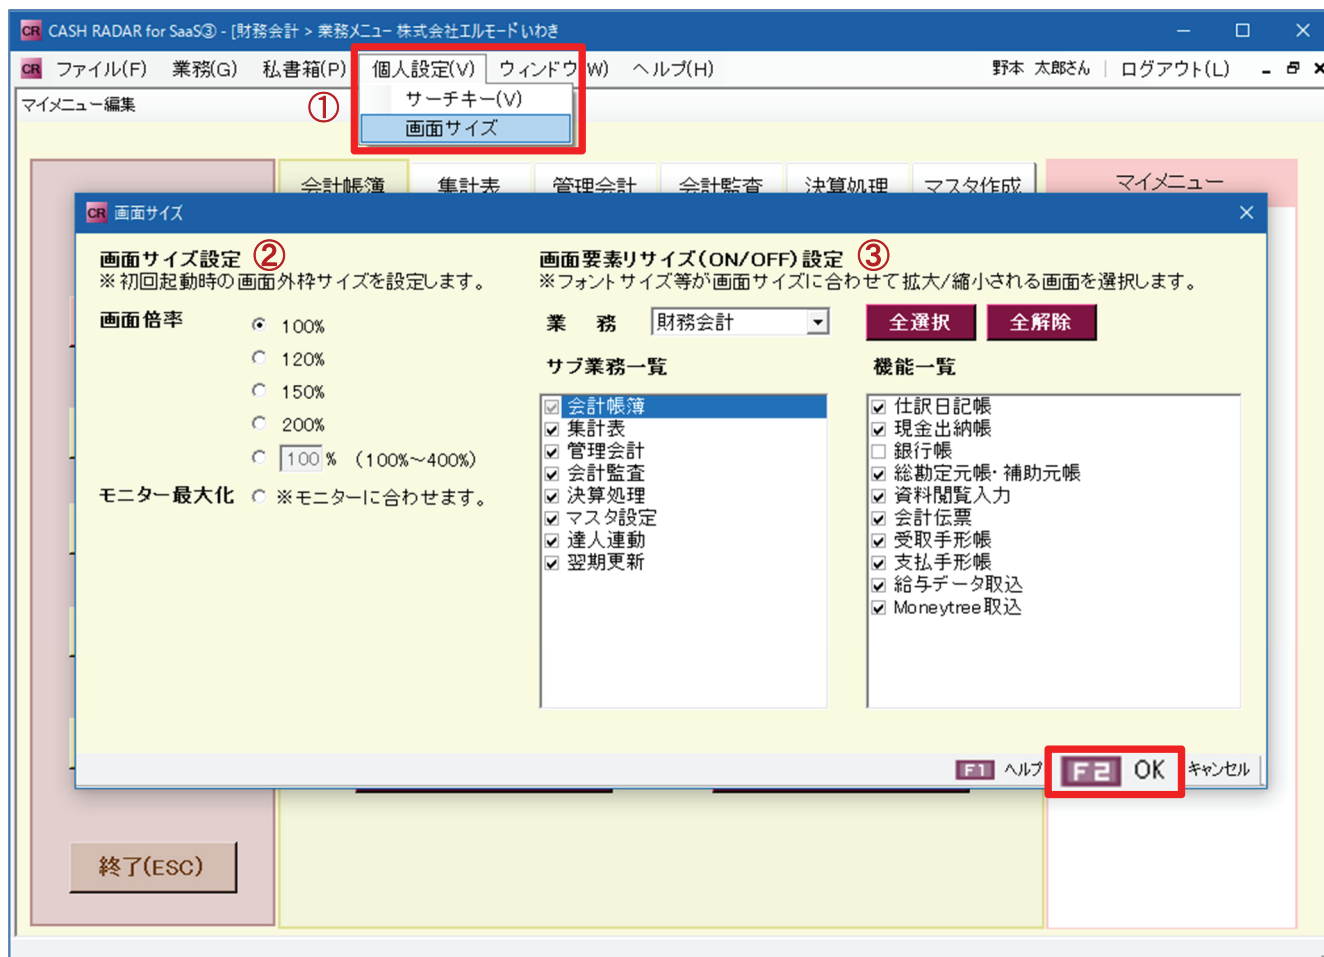 CR CASH RADAR for SaaS③ - [財務会計 > 業務メニュー 株式会社エルモードいわき
CR ファイル(F) 業務(G) 私書箱(P) 個人設定(V) ウィンドウ(W) ヘルプ(H) 野本 太郎さん | ログアウト(L)
マイメニュー編集
① サーチキー(V)
画面サイズ
会計帳簿 集計表 管理会計 会計監査 決算処理 マスタ作成 マイメニュー
CR 画面サイズ
画面サイズ設定 ②
※初回起動時の画面外枠サイズを設定します。
画面倍率 100%
120%
150%
200%
100 % (100%～400%)
モニター最大化 ※モニターに合わせます。
画面要素リサイズ(ON/OFF)設定 ③
※フォントサイズ等が画面サイズに合わせて拡大/縮小される画面を選択します。
業 務 財務会計 全選択 全解除
サブ業務一覧
会計帳簿
集計表
管理会計
会計監査
決算処理
マスタ設定
達人連動
翌期更新
機能一覧
仕訳日記帳
現金出納帳
銀行帳
総勘定元帳・補助元帳
資料閲覧入力
会計伝票
受取手形帳
支払手形帳
給与データ取込
Moneytree取込
F1 ヘルプ F2 OK キャンセル
終了(ESC)